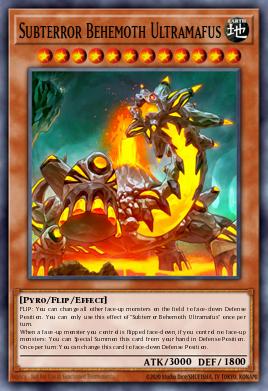 SUBTERROR BEHEMOTH ULTRAMAFUS
EARTH
地
[PYRO/FLIP/EFFECT]
FLIP: You can change all other face-up monsters on the field to face-down Defense
Position. You can only use this effect of "Subterror Behemoth Ultramafus" once per
turn.
When a face-up monster you control is flipped face-down, if you control no face-up
monsters: You can Special Summon this card from your hand in Defense Position.
Once per turn: You can change this card to face-down Defense Position.
ATK/3000 DEF/1800